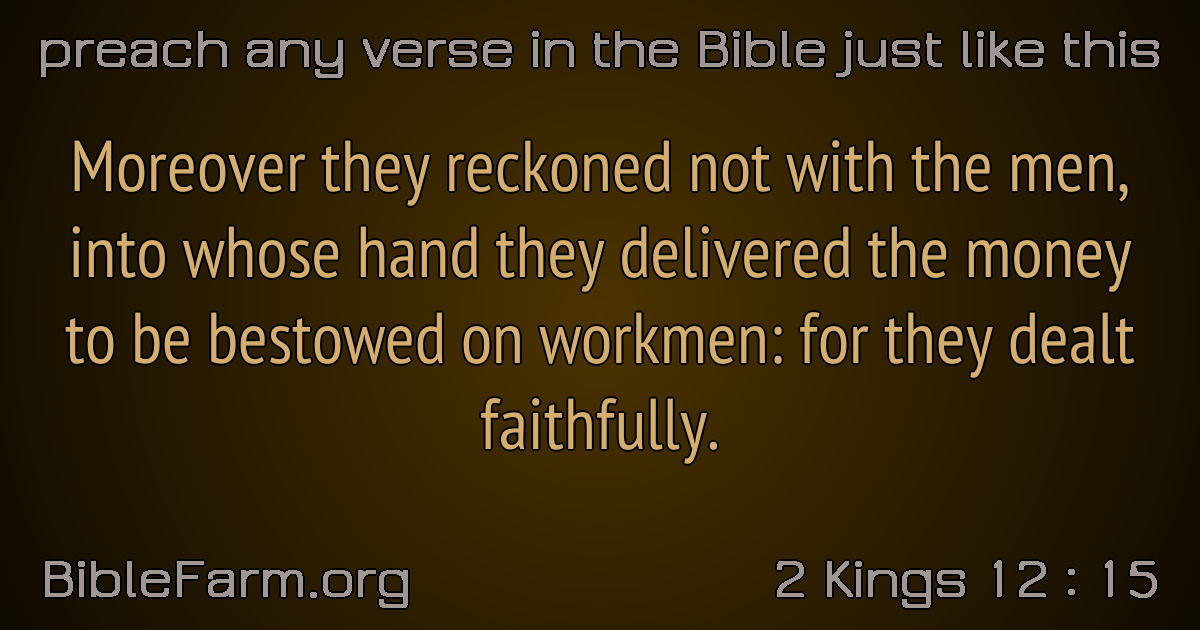 preach any verse in the Bible just like this
Moreover they reckoned not with the men,
into whose hand they delivered the money
to be bestowed on workmen: for they dealt
faithfully.
BibleFarm.org
2 Kings 12 : 15